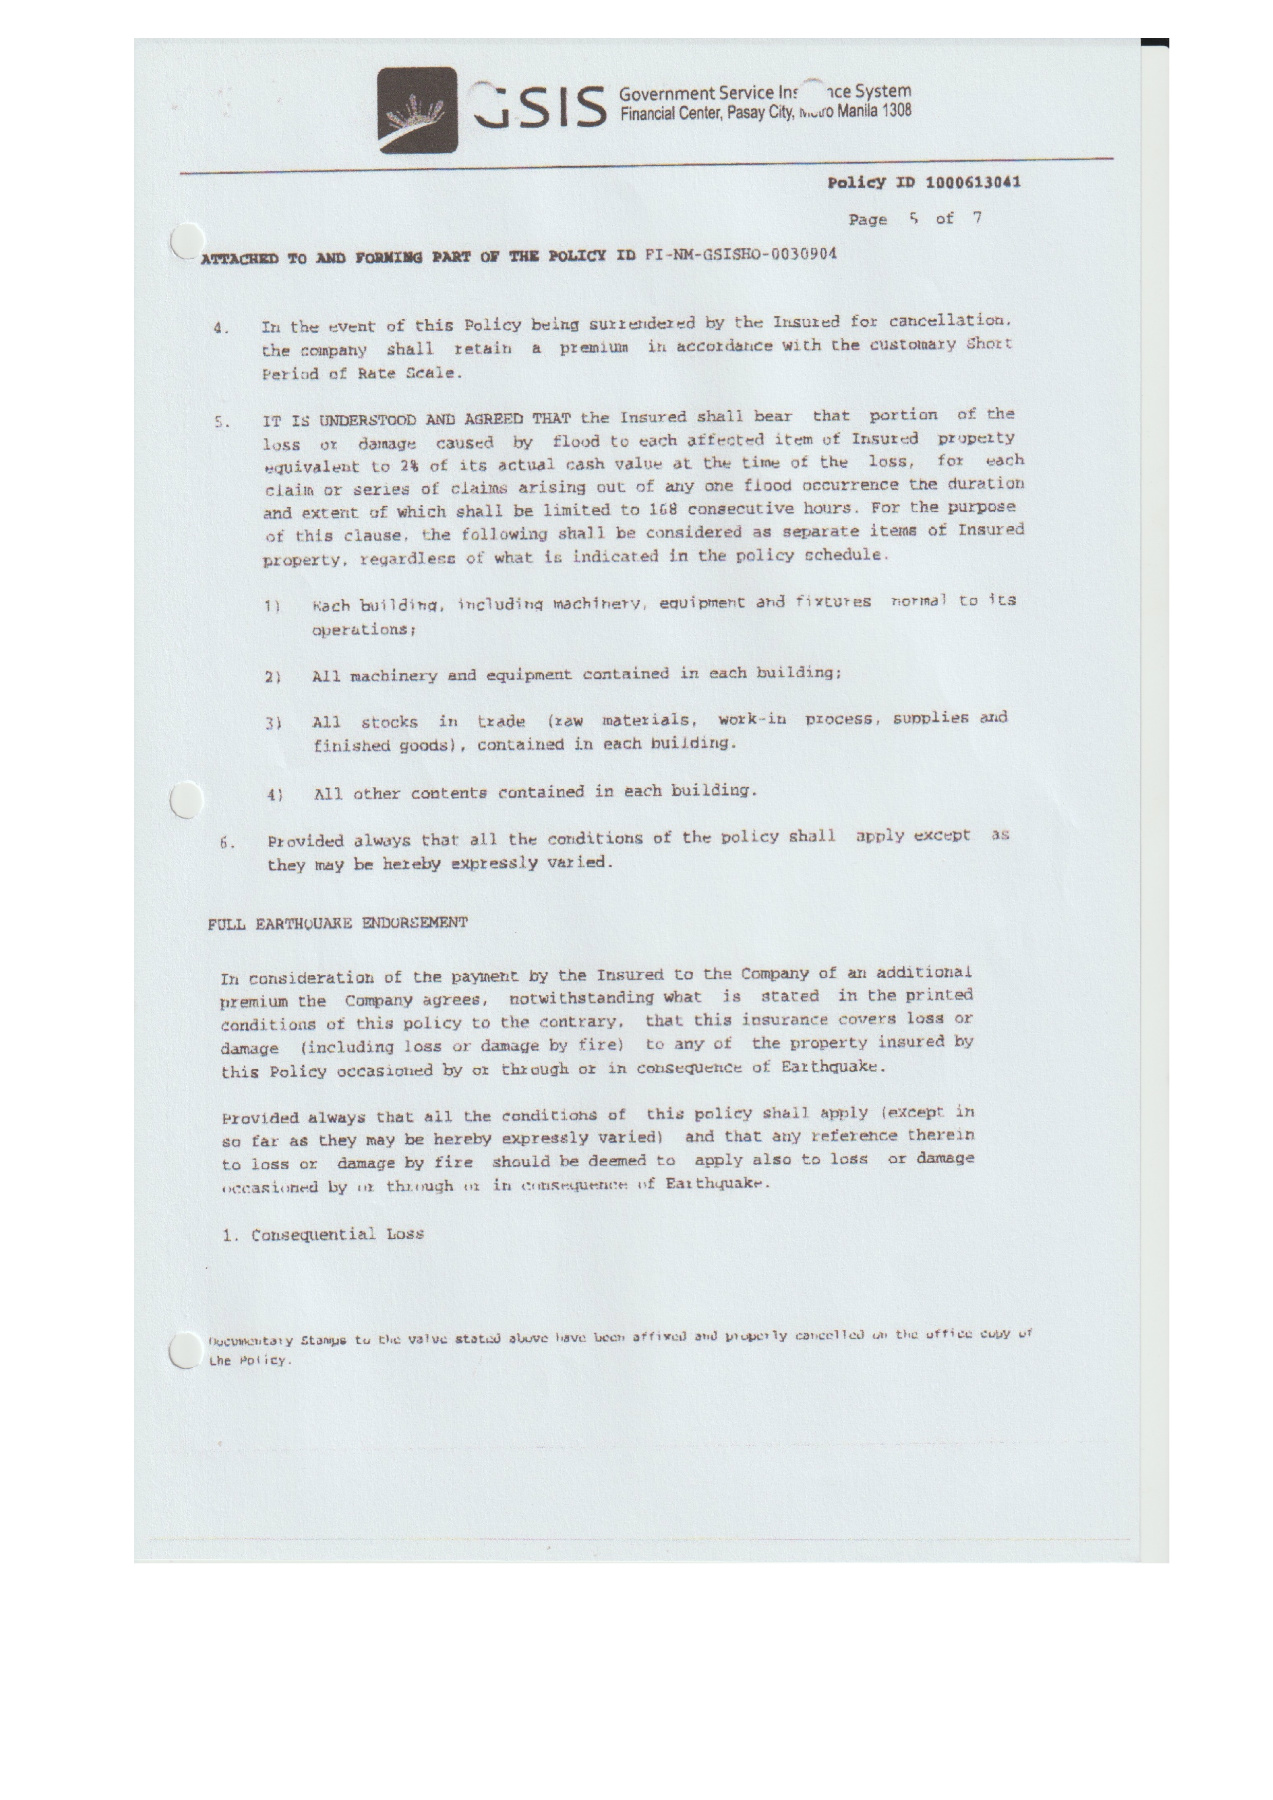 GSIS Government Service Ins nce System
Financial Center, Pasay City, Metro Manila 1308
Policy ID 1000613041
Page 5 of 7
ATTACHED TO AND FORMING PART OF THE POLICY ID FI-NM-GSISHO-0030904
4. In the event of this Policy being surrendered by the Insured for cancellation,
the company shall retain a premium in accordance with the customary Short
Period of Rate Scale.
5. IT IS UNDERSTOOD AND AGREED THAT the Insured shall bear that portion of the
loss or damage caused by flood to each affected item of Insured property
equivalent to 2% of its actual cash value at the time of the loss, for each
claim or series of claims arising out of any one flood occurrence the duration
and extent of which shall be limited to 168 consecutive hours. For the purpose
of this clause, the following shall be considered as separate items of Insured
property, regardless of what is indicated in the policy schedule.
1) Each building, including machinery, equipment and fixtures normal to its
operations;
2) All machinery and equipment contained in each building;
3) All stocks in trade (raw materials, work-in process, supplies and
finished goods), contained in each building.
4) All other contents contained in each building.
6. Provided always that all the conditions of the policy shall apply except as
they may be hereby expressly varied.
FULL EARTHQUAKE ENDORSEMENT
In consideration of the payment by the Insured to the Company of an additional
premium the Company agrees, notwithstanding what is stated in the printed
conditions of this policy to the contrary, that this insurance covers loss or
damage (including loss or damage by fire) to any of the property insured by
this Policy occasioned by or through or in consequence of Earthquake.
Provided always that all the conditions of this policy shall apply (except in
so far as they may be hereby expressly varied) and that any reference therein
to loss or damage by fire should be deemed to apply also to loss or damage
occasioned by or through or in consequence of Earthquake.
1. Consequential Loss
Documentary Stamps to the value stated above have been affixed and properly cancelled on the office copy of
the Policy.